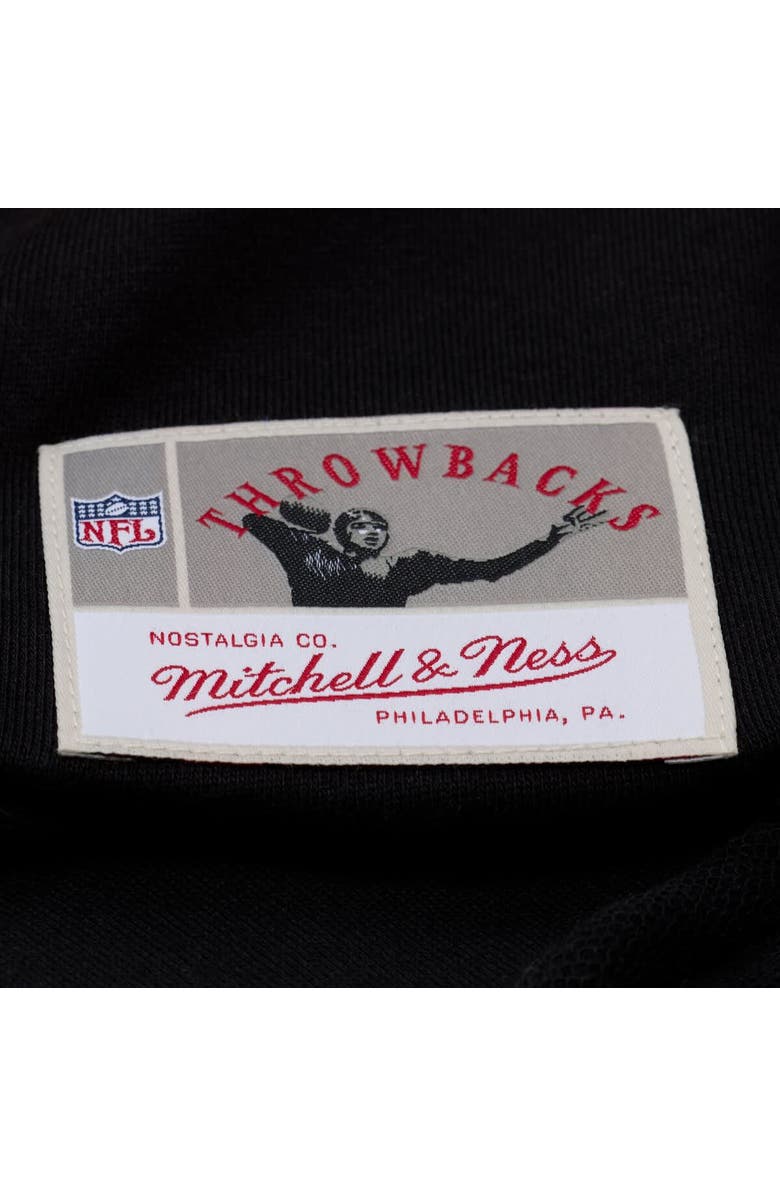 THROWBACKS
NFL
NOSTALGIA CO.
Mitchell & Ness
PHILADELPHIA, PA.